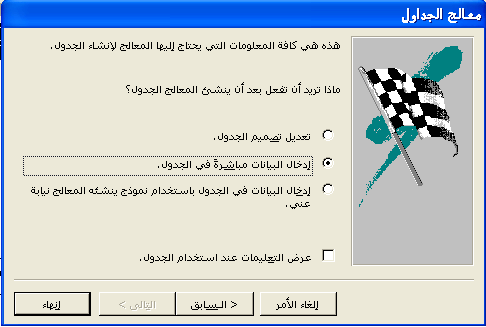 معالج الجداول
هذه هي كافة المعلومات التي يحتاج إليها المعالج لإنشاء الجدول.
ماذا تريد أن تفعل بعد أن ينشئ المعالج الجدول؟
تعديل تصميم الجدول.
إدخال البيانات مباشرةً في الجدول.
إدخال البيانات في الجدول باستخدام نموذج ينشئه المعالج نيابة
عني.
عرض التعليمات عند استخدام الجدول.
إلغاء الأمر
< السابق
التالي >
إنهاء